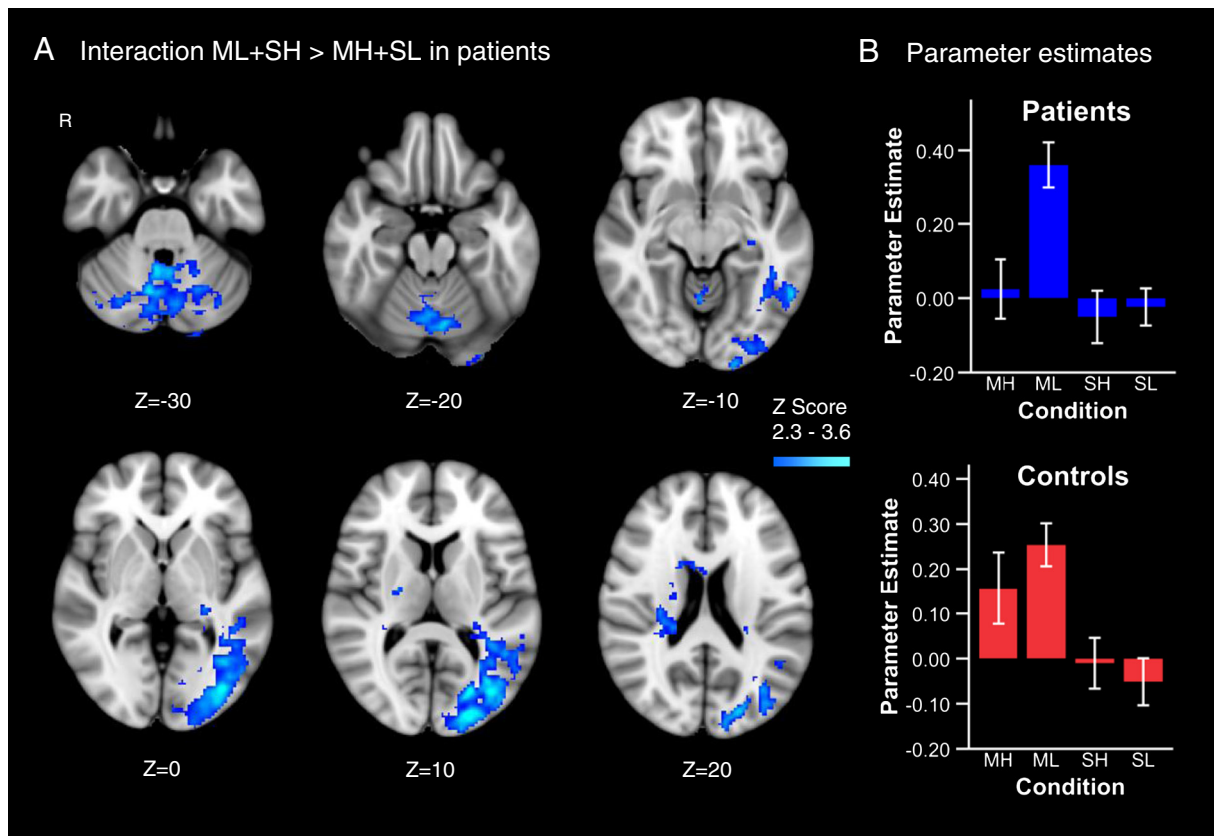 A Interaction ML+SH > MH+SL in patients
R
Z=-30
Z=-20
Z=-10
Z Score
2.3 - 3.6
Z=0
Z=10
Z=20
B Parameter estimates
Patients
Parameter Estimate
0.40
0.20
0.00
-0.20
MH ML SH SL
Condition
Controls
Parameter Estimate
0.40
0.30
0.20
0.10
0.00
-0.10
-0.20
MH ML SH SL
Condition